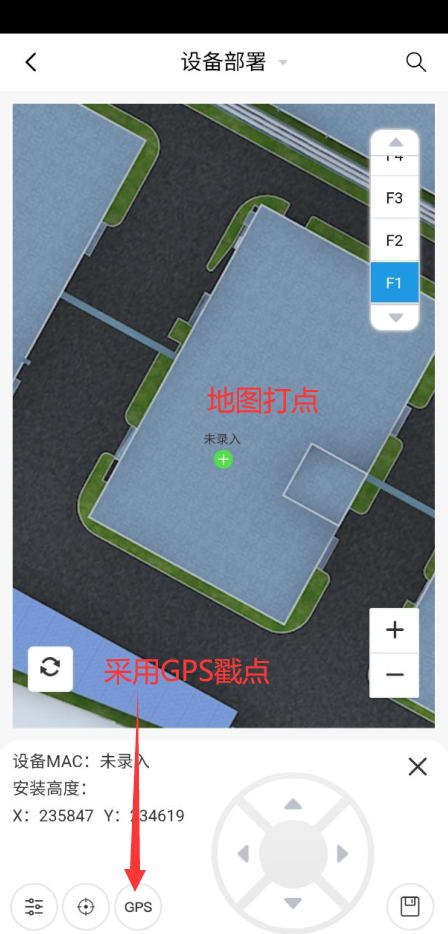 设备部署
F4
F3
F2
F1
地图打点
未录入
采用GPS戳点
设备MAC：未录入
安装高度：
X：235847 Y：234619
GPS